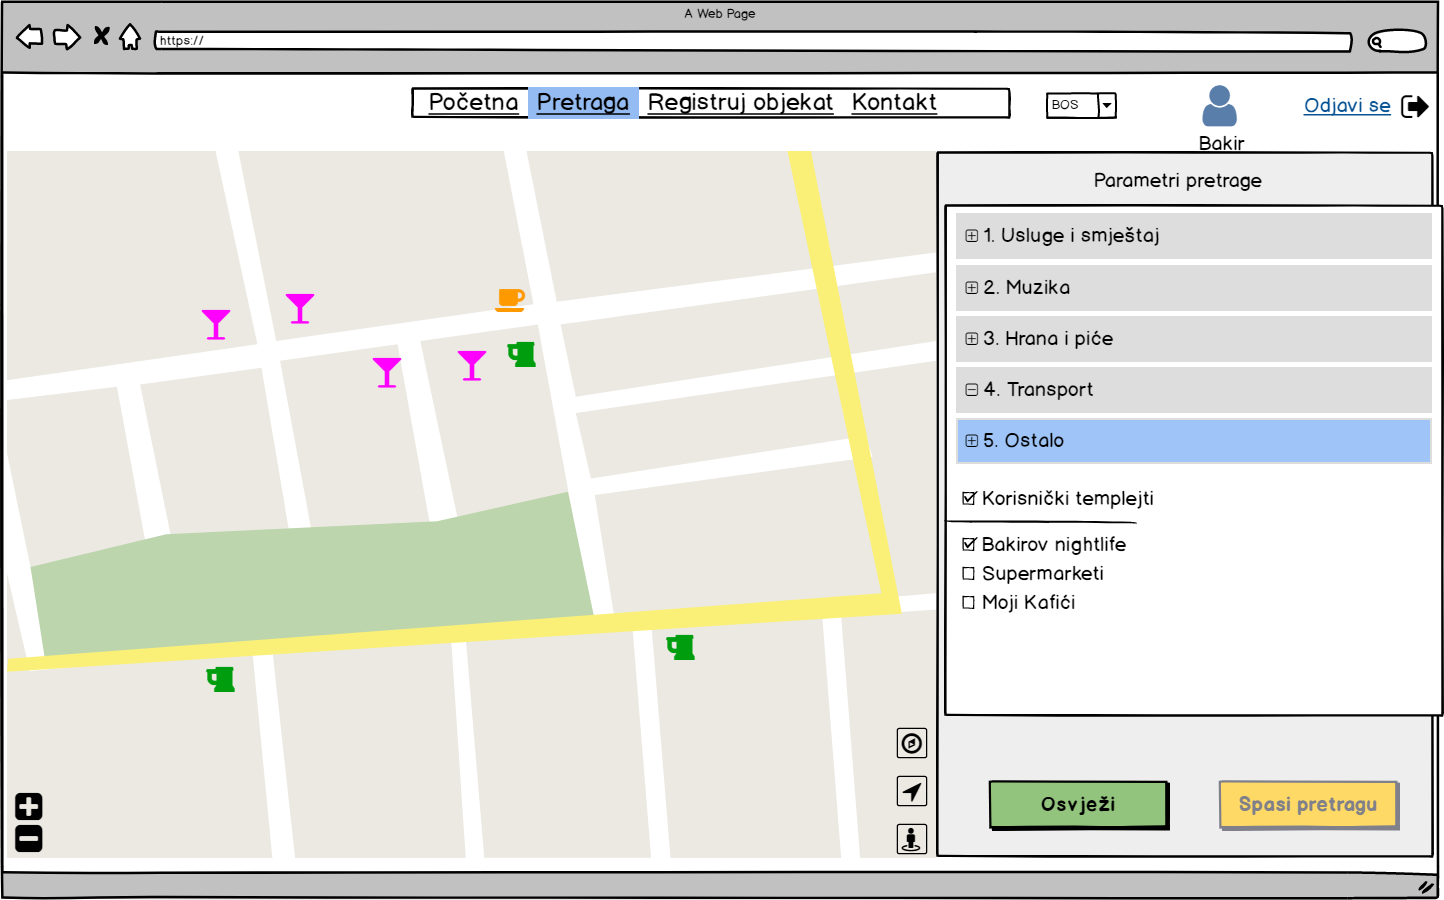 A Web Page
https://
Početna Pretraga Registruj objekat Kontakt
BOS
Bakir
Odjavi se
Parametri pretrage
1. Usluge i smještaj
2. Muzika
3. Hrana i piće
4. Transport
5. Ostalo
Korisnički templejti
Bakirov nightlife
Supermarketi
Moji Kafići
Osvježi
Spasi pretragu